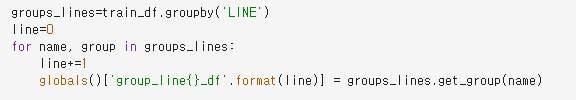 groups_lines=train_df.groupby('LINE')
line=0
for name, group in groups_lines:
    line+=1
    globals()['group_line{}_df'.format(line)] = groups_lines.get_group(name)